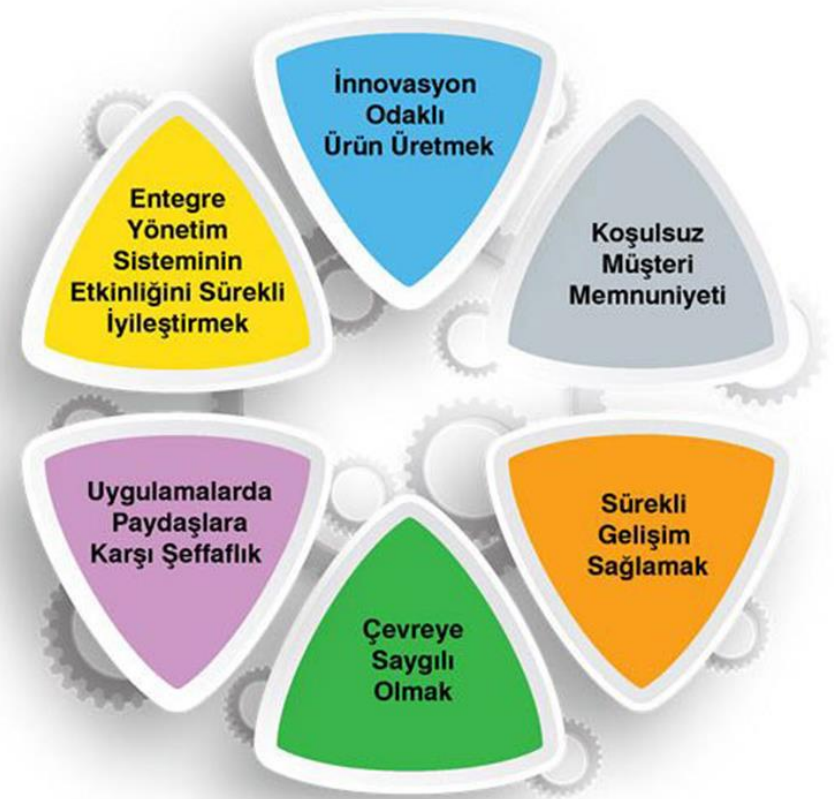 İnnovasyon
Odaklı
Ürün Üretmek
Koşulsuz
Müşteri
Memnuniyeti
Sürekli
Gelişim
Sağlamak
Çevreye
Saygılı
Olmak
Uygulamalarda
Paydaşlara
Karşı Şeffaflık
Entegre
Yönetim
Sisteminin
Etkinliğini Sürekli
İyileştirmek